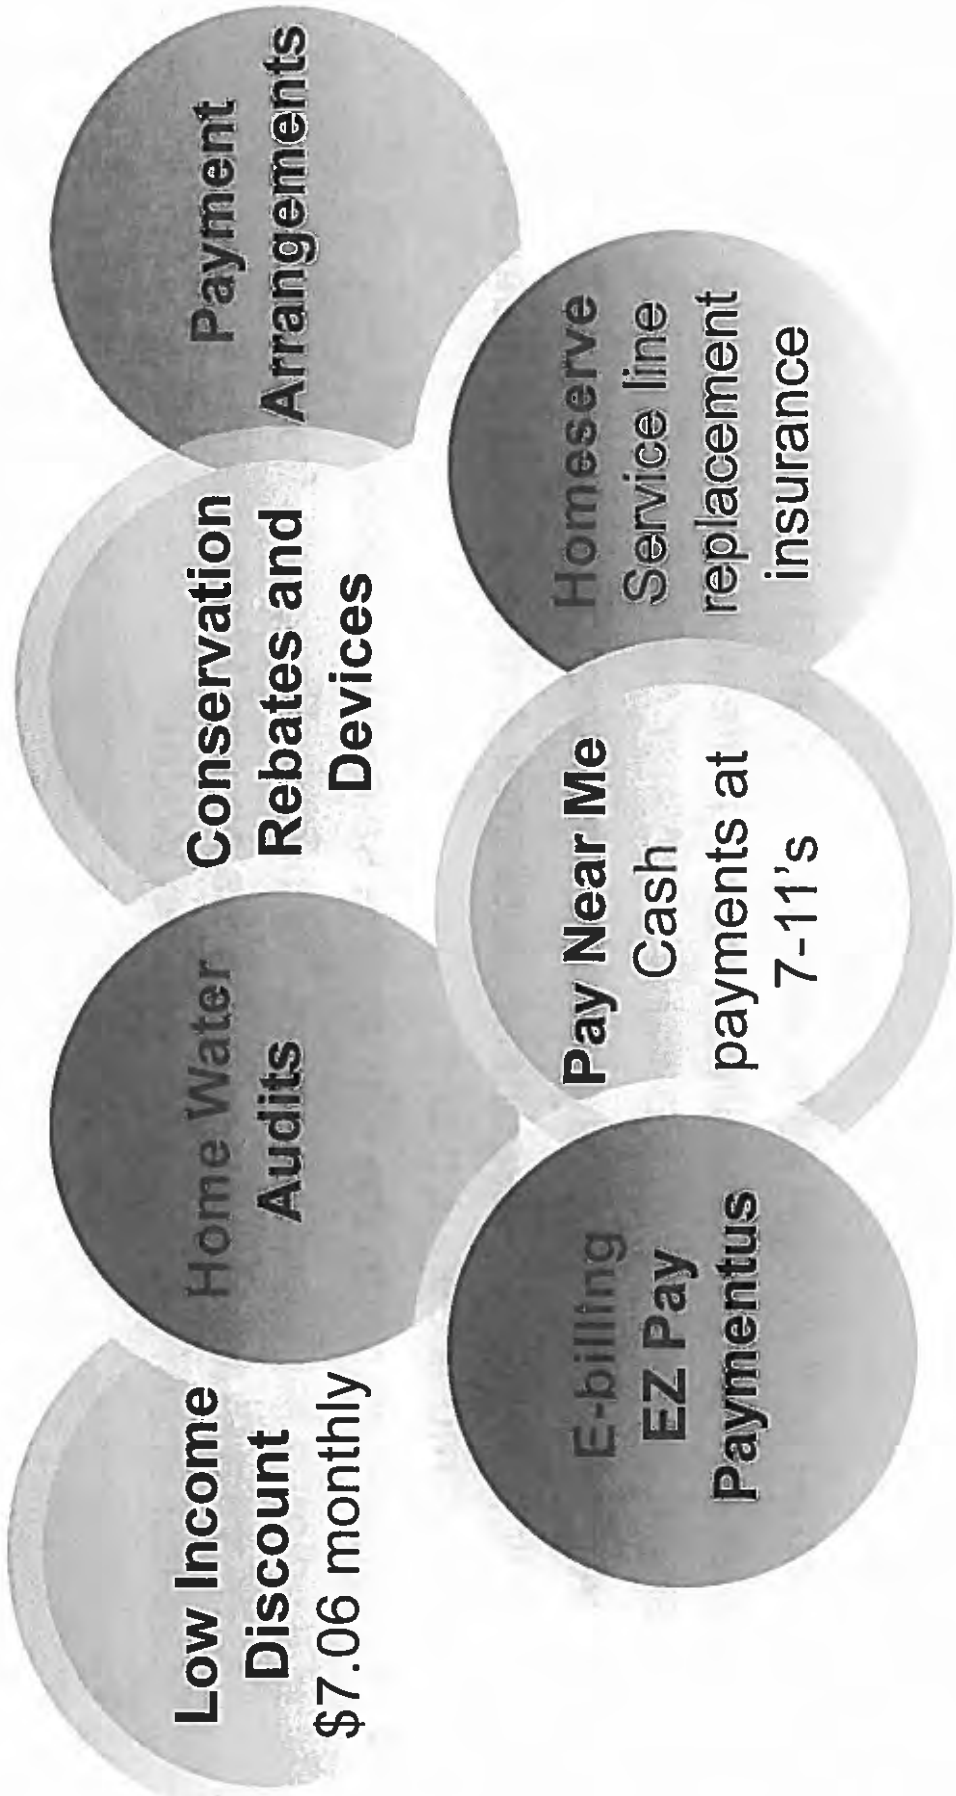 Low Income
Discount
$7.06 monthly
Home Water
Audits
Conservation
Rebates and
Devices
Payment
Arrangements
E-billing
EZ Pay
Paymentus
Pay Near Me
Cash
payments at
7-11's
Homeserve
Service line
replacement
insurance